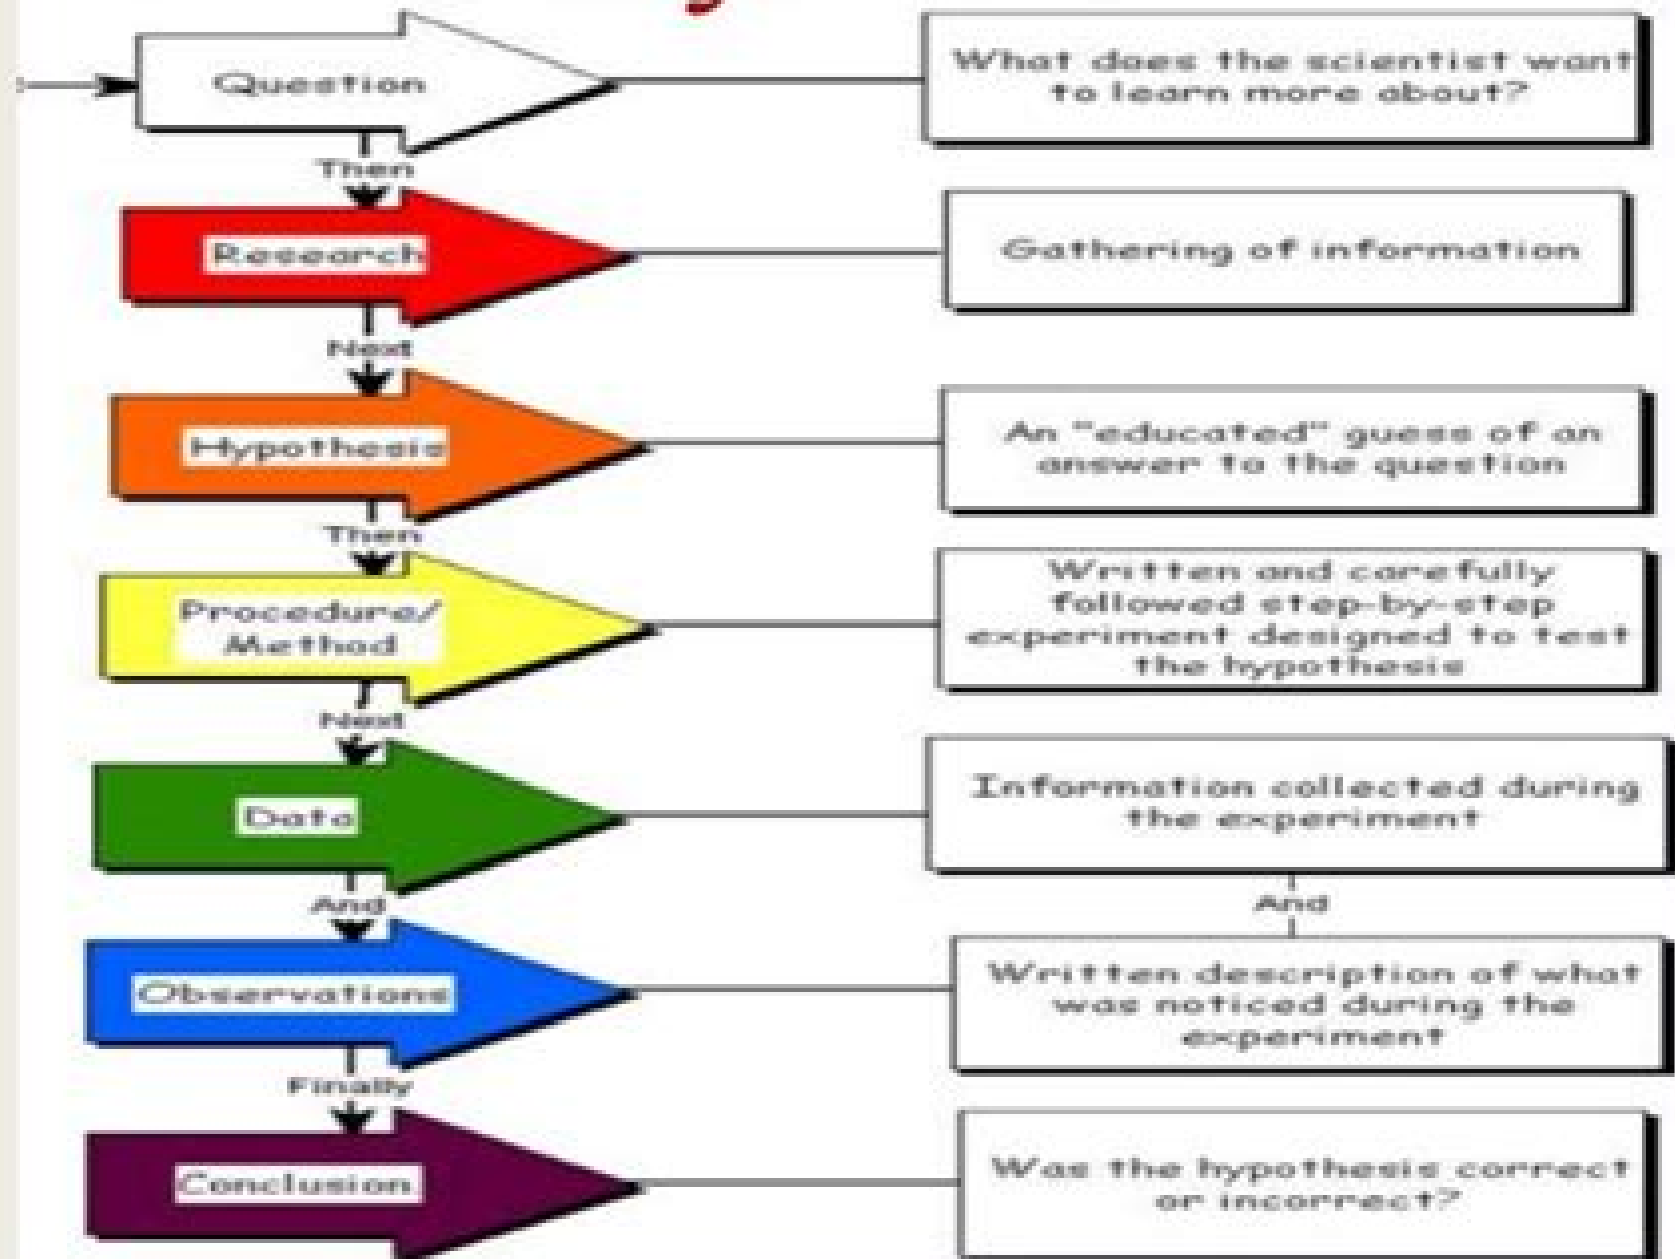 Question
What does the scientist want
to learn more about?
Then
Research
Gathering of information
Next
Hypothesis
An "educated" guess of an
answer to the question
Then
Procedure/
Method
Written and carefully
followed step-by-step
experiment designed to test
the hypothesis
Next
Data
Information collected during
the experiment
And
And
Observations
Written description of what
was noticed during the
experiment
Finally
Conclusion
Was the hypothesis correct
or incorrect?